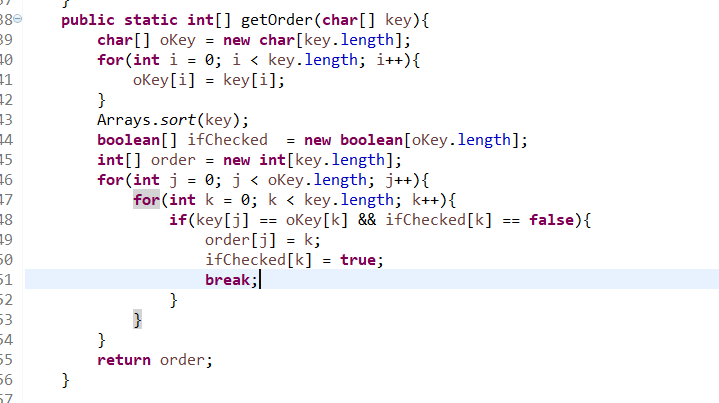 38 public static int[] getOrder(char[] key){
39 char[] oKey = new char[key.length];
40 for(int i = 0; i < key.length; i++){
41 oKey[i] = key[i];
42 }
43 Arrays.sort(key);
44 boolean[] ifChecked  = new boolean[oKey.length];
45 int[] order = new int[key.length];
46 for(int j = 0; j < oKey.length; j++){
47 for(int k = 0; k < key.length; k++){
48 if(key[j] == oKey[k] && ifChecked[k] == false){
49 order[j] = k;
50 ifChecked[k] = true;
51 break;
52 }
53 }
54 }
55 return order;
56 }
57